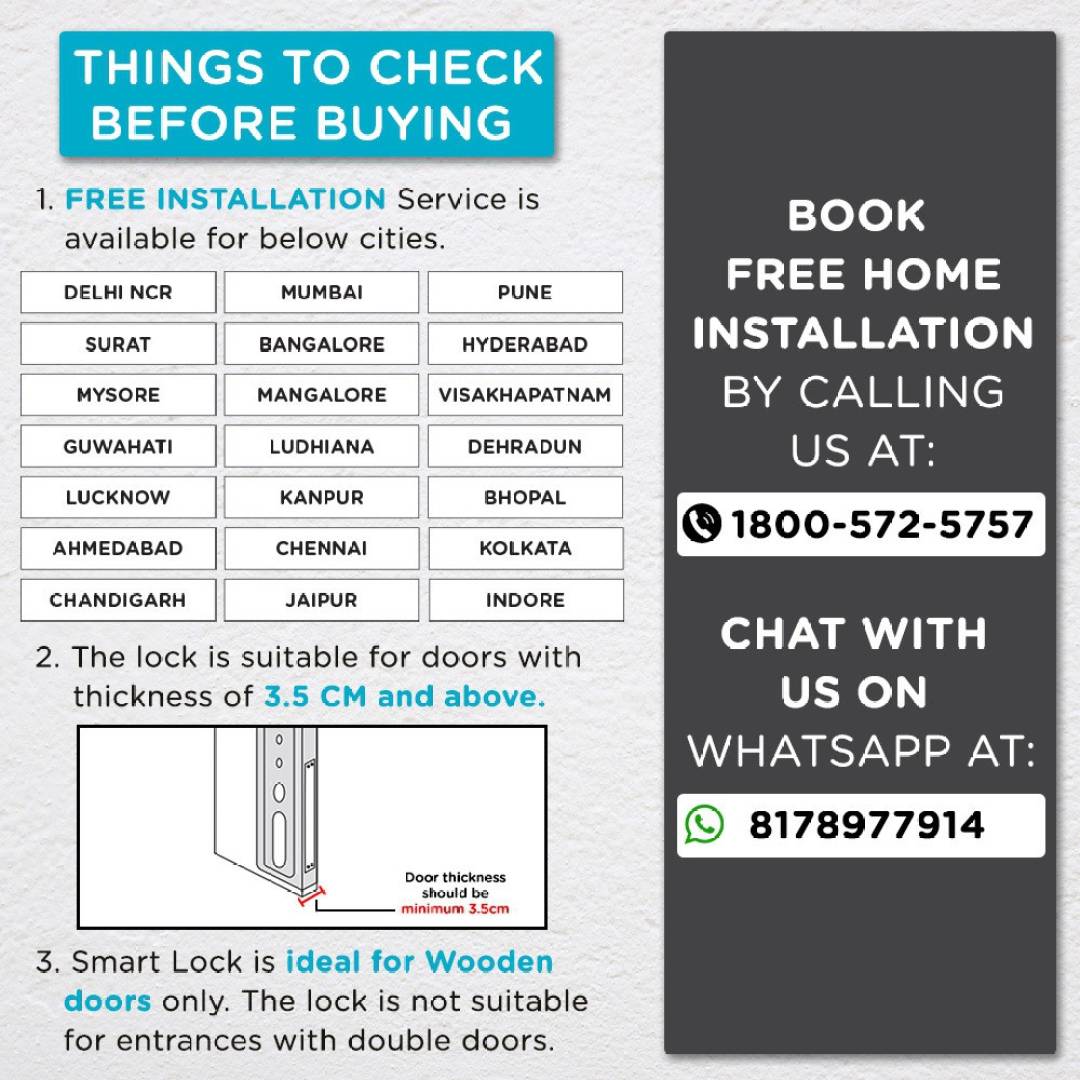 THINGS TO CHECK
BEFORE BUYING
1. FREE INSTALLATION Service is
available for below cities.
DELHI NCR MUMBAI PUNE
SURAT BANGALORE HYDERABAD
MYSORE MANGALORE VISAKHAPATNAM
GUWAHATI LUDHIANA DEHRADUN
LUCKNOW KANPUR BHOPAL
AHMEDABAD CHENNAI KOLKATA
CHANDIGARH JAIPUR INDORE
2. The lock is suitable for doors with
thickness of 3.5 CM and above.
Door thickness
should be
minimum 3.5cm
3. Smart Lock is ideal for Wooden
doors only. The lock is not suitable
for entrances with double doors.
BOOK
FREE HOME
INSTALLATION
BY CALLING
US AT:
1800-572-5757
CHAT WITH
US ON
WHATSAPP AT:
8178977914